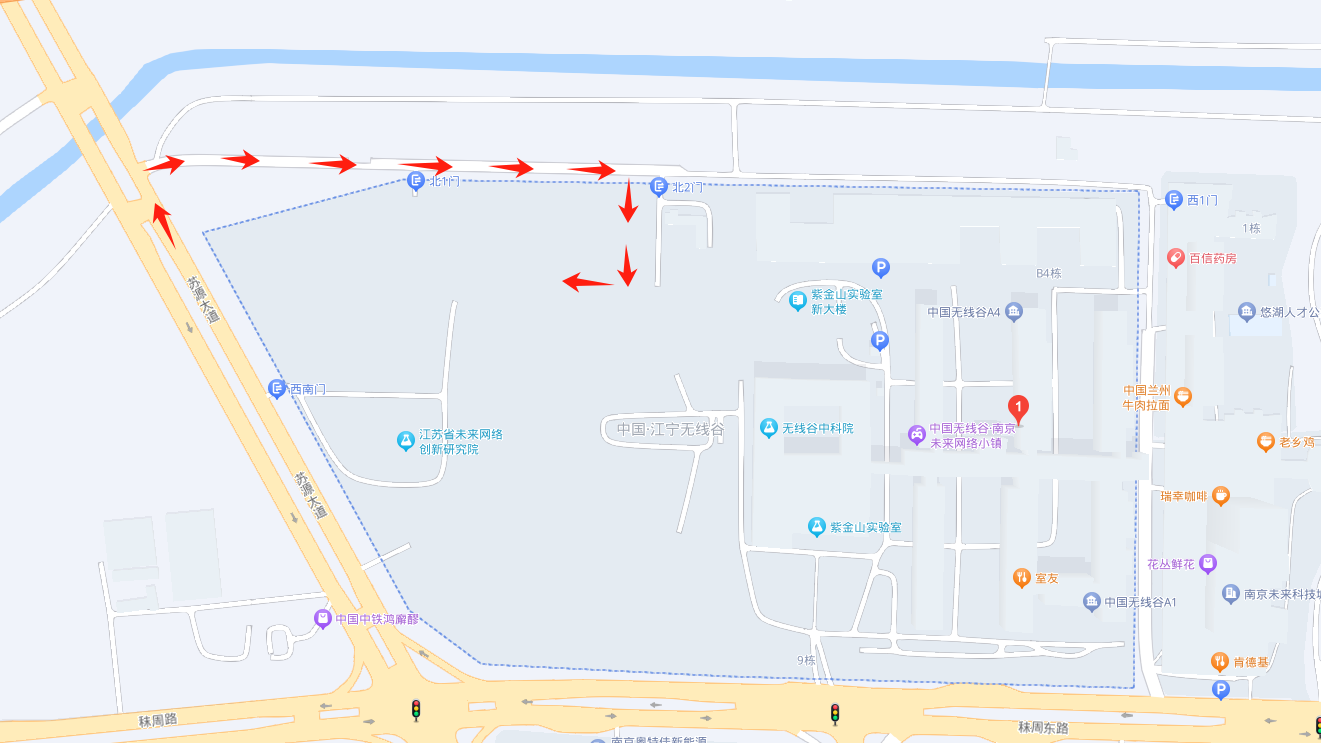 北1门
北2门
西1门
1栋
百信药房
B4栋
紫金山实验室
新大楼
中国无线谷A4
悠湖人才公
苏源大道
西南门
中国兰州
牛肉拉面
1
江苏省未来网络
创新研究院
中国·江宁无线谷
无线谷中科院
中国无线谷·南京
未来网络小镇
老乡鸡
苏源大道
瑞幸咖啡
紫金山实验室
花丛鲜花
室友
中国无线谷A1
南京未来科技城
中国中铁鸿瀚醪
9栋
肯德基
P
P
P
秣周路
秣周东路